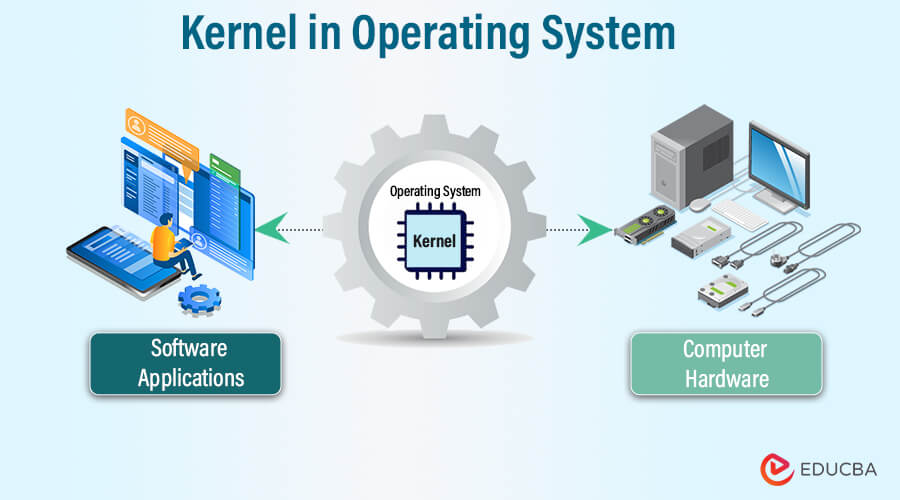 Kernel in Operating System
Operating System
Kernel
Software
Applications
Computer
Hardware
EDUCBA